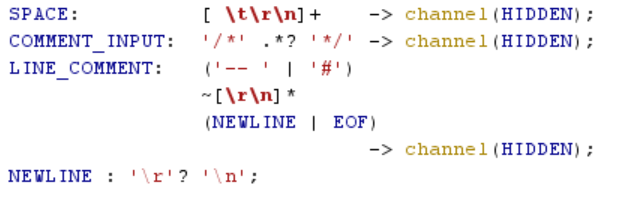 SPACE: [ \t\r\n]+ -> channel(HIDDEN);
COMMENT_INPUT: '/*' .*? '*/' -> channel(HIDDEN);
LINE_COMMENT: ('-- ' | '#')
~[\r\n]*
(NEWLINE | EOF)
-> channel(HIDDEN);
NEWLINE : '\r'? '\n';